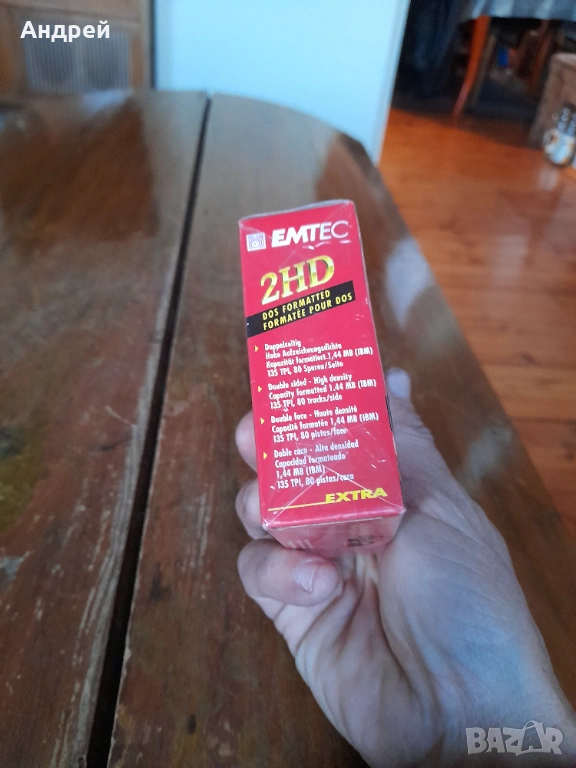 Андрей
EMTEC
2HD
DOS FORMATTED
FORMATÉE POUR DOS
Doppelseitig
Hohe Aufzeichnungsdichte
Kapazität formatiert 1,44 MB (IBM)
135 TPI, 80 Spuren/Seite
Double sided - High density
Capacity formatted 1.44 MB (IBM)
135 TPI, 80 tracks/side
Double face - Haute densité
Capacité formatée 1,44 MB (IBM)
135 TPI, 80 pistes/face
Doble cara - Alta densidad
Capacidad formateado
1,44 MB (IBM)
135 TPI, 80 pistas/cara
EXTRA
BAZAR